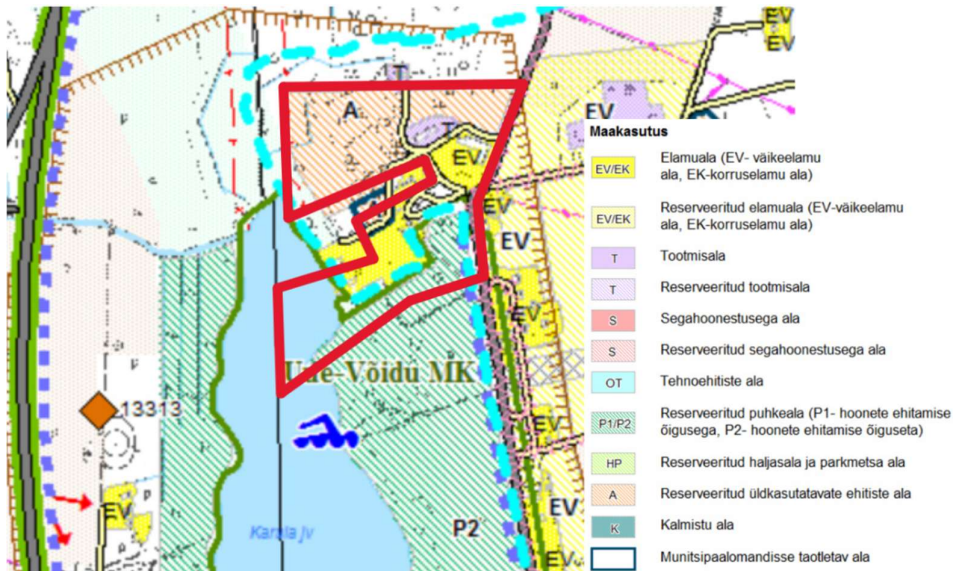 EV
EV
T
A
T
EV
EV
EV
EV
EV
Uue-Võidu MK
13313
EV
EV
Karula jv
P2
EV
EV
Maakasutus
EV/EK
Elamuala (EV- väikeelamu
ala, EK-korruselamu ala)
EV/EK
Reserveeritud elamuala (EV-väikeelamu
ala, EK-korruselamu ala)
T
Tootmisala
T
Reserveeritud tootmisala
S
Segahoonestusega ala
S
Reserveeritud segahoonestusega ala
OT
Tehnoehitiste ala
P1/P2
Reserveeritud puhkeala (P1- hoonete ehitamise
õigusega, P2- hoonete ehitamise õiguseta)
HP
Reserveeritud haljasala ja parkmetsa ala
A
Reserveeritud üldkasutatavate ehitiste ala
K
Kalmistu ala
Munitsipaalomandisse taotletav ala